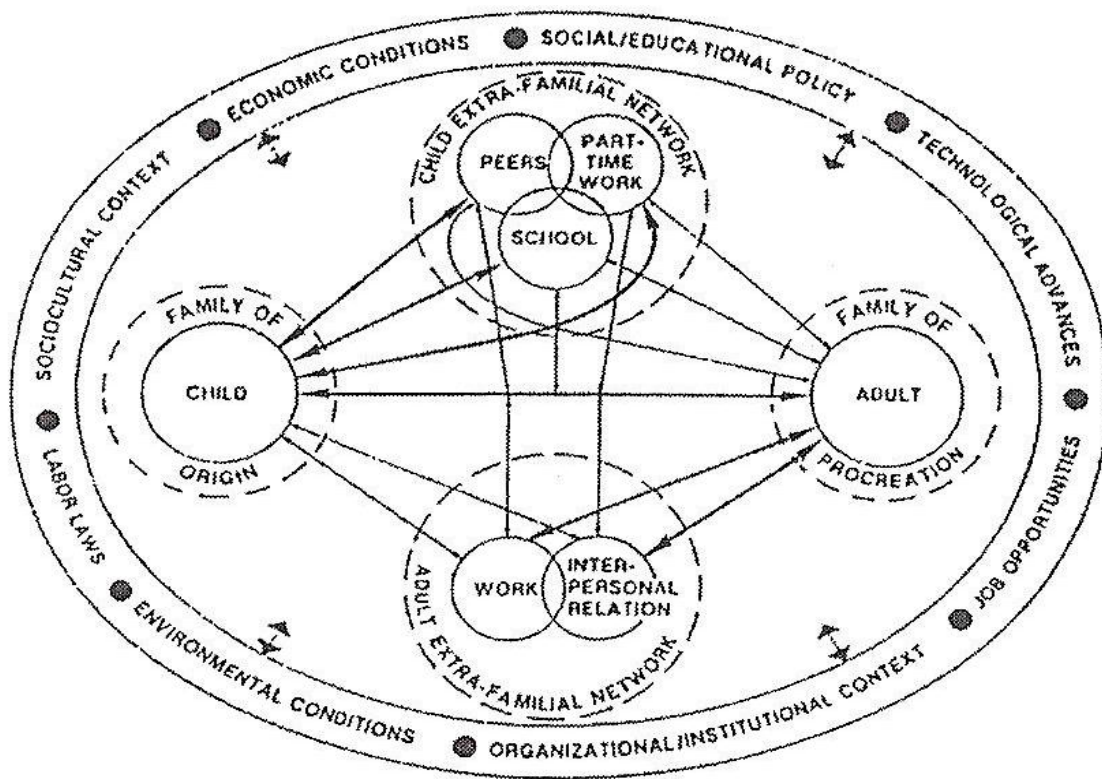 ECONOMIC CONDITIONS
SOCIAL/EDUCATIONAL POLICY
TECHNOLOGICAL ADVANCES
JOB OPPORTUNITIES
ORGANIZATIONAL/INSTITUTIONAL CONTEXT
ENVIRONMENTAL CONDITIONS
LABOR LAWS
SOCIOCULTURAL CONTEXT
CHILD EXTRA-FAMILIAL NETWORK
PEERS
PART-
TIME
WORK
SCHOOL
FAMILY OF
CHILD
ORIGIN
FAMILY OF
ADULT
PROCREATION
WORK
INTER-
PERSONAL
RELATION
ADULT EXTRA-FAMILIAL NETWORK